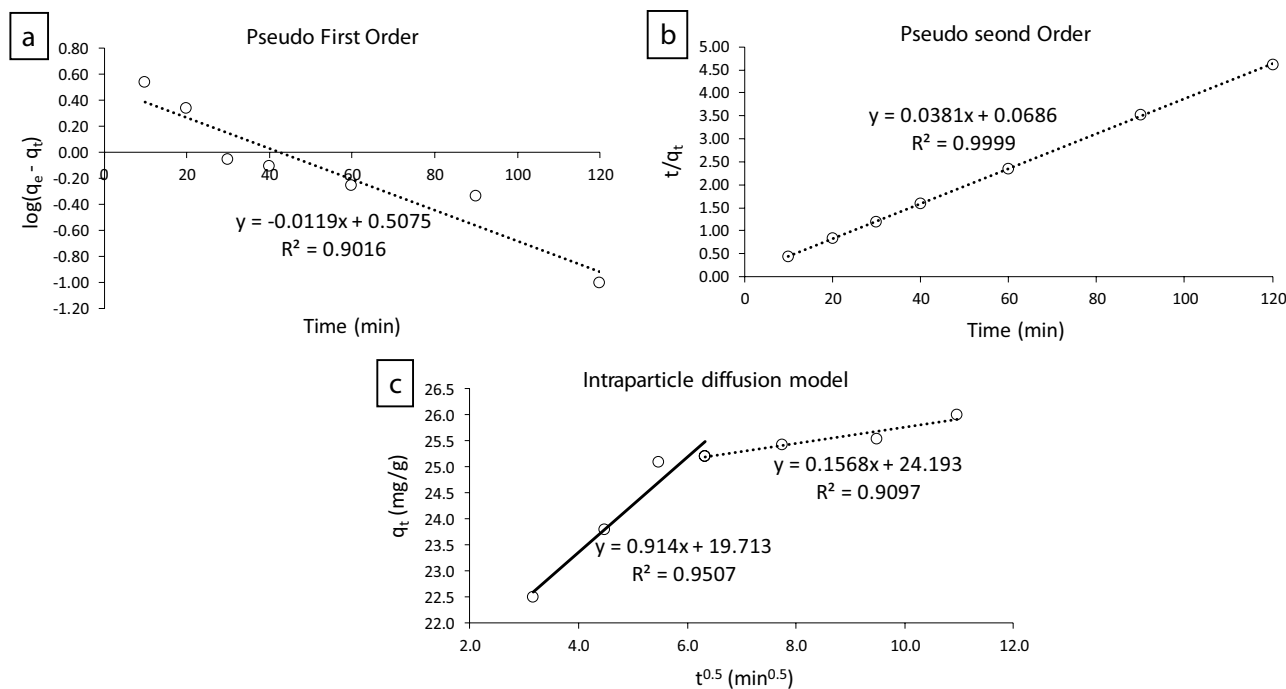 a
Pseudo First Order
0.80
0.60
0.40
0.20
0.00
-0.20
-0.40
-0.60
-0.80
-1.00
-1.20
0 20 40 60 80 100 120
log(qe - qt)
y = -0.0119x + 0.5075
R² = 0.9016
Time (min)
b
Pseudo seond Order
5.00
4.50
4.00
3.50
3.00
2.50
2.00
1.50
1.00
0.50
0.00
0 20 40 60 80 100 120
t/qt
y = 0.0381x + 0.0686
R² = 0.9999
Time (min)
c
Intraparticle diffusion model
26.5
26.0
25.5
25.0
24.5
24.0
23.5
23.0
22.5
22.0
2.0 4.0 6.0 8.0 10.0 12.0
qt (mg/g)
y = 0.1568x + 24.193
R² = 0.9097
y = 0.914x + 19.713
R² = 0.9507
t^0.5 (min^0.5)